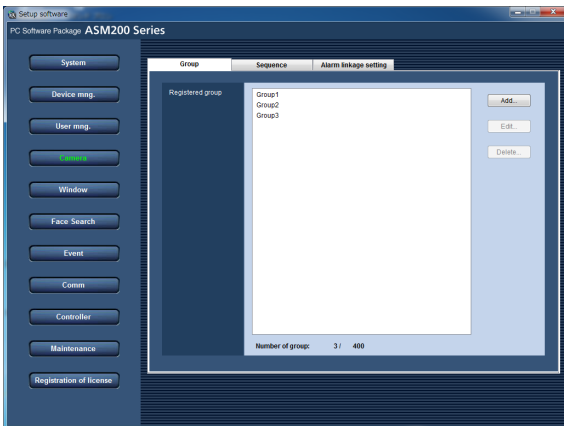 Setup software
PC Software Package ASM200 Series
System
Device mng.
User mng.
Camera
Window
Face Search
Event
Comm
Controller
Maintenance
Registration of license
Group
Sequence
Alarm linkage setting
Registered group
Group1
Group2
Group3
Add...
Edit...
Delete...
Number of group: 3 / 400